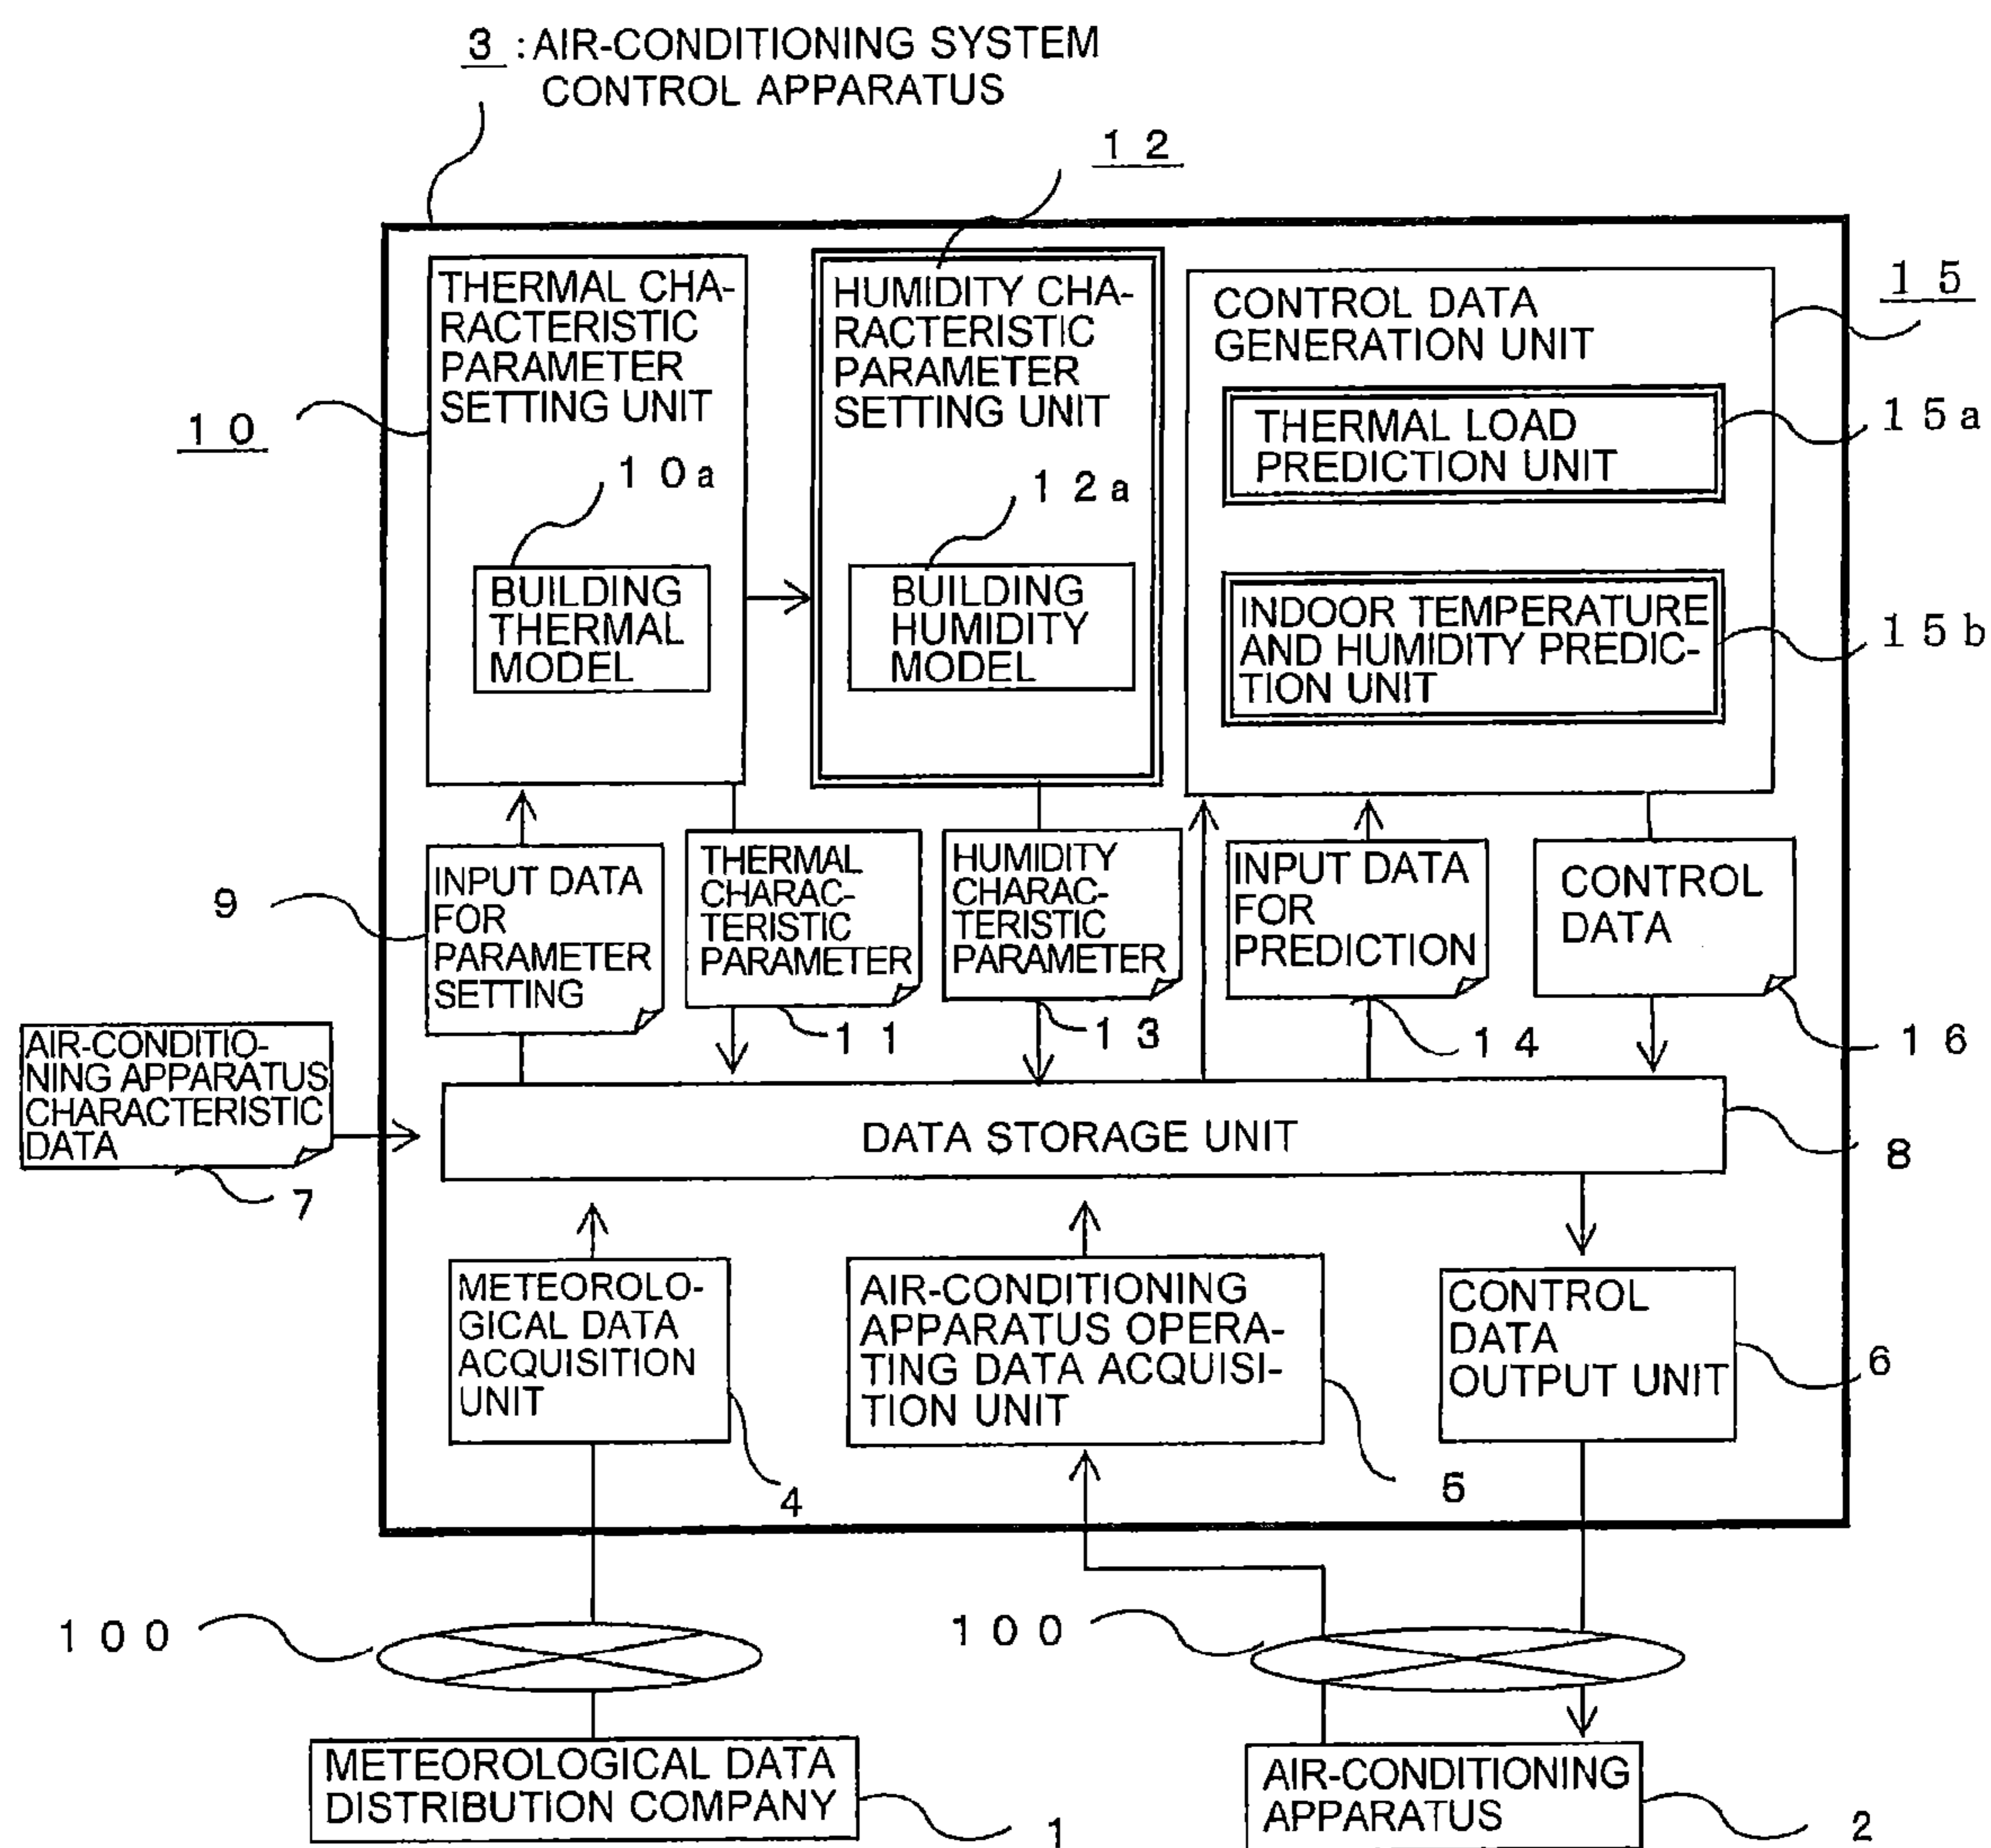 3 : AIR-CONDITIONING SYSTEM
CONTROL APPARATUS
12
THERMAL CHA-
RACTERISTIC
PARAMETER
SETTING UNIT
10
10a
BUILDING
THERMAL
MODEL
HUMIDITY CHA-
RACTERISTIC
PARAMETER
SETTING UNIT
12a
BUILDING
HUMIDITY
MODEL
CONTROL DATA
GENERATION UNIT
15
THERMAL LOAD
PREDICTION UNIT
15a
INDOOR TEMPERATURE
AND HUMIDITY PREDIC-
TION UNIT
15b
9
INPUT DATA
FOR
PARAMETER
SETTING
THERMAL
CHARAC-
TERISTIC
PARAMETER
11
HUMIDITY
CHARAC-
TERISTIC
PARAMETER
13
INPUT DATA
FOR
PREDICTION
14
CONTROL
DATA
16
AIR-CONDITIO-
NING APPARATUS
CHARACTERISTIC
DATA
7
DATA STORAGE UNIT
8
METEOROLO-
GICAL DATA
ACQUISITION
UNIT
4
AIR-CONDITIONING
APPARATUS OPERA-
TING DATA ACQUISI-
TION UNIT
5
CONTROL
DATA
OUTPUT UNIT
6
100
100
METEOROLOGICAL DATA
DISTRIBUTION COMPANY
1
AIR-CONDITIONING
APPARATUS
2